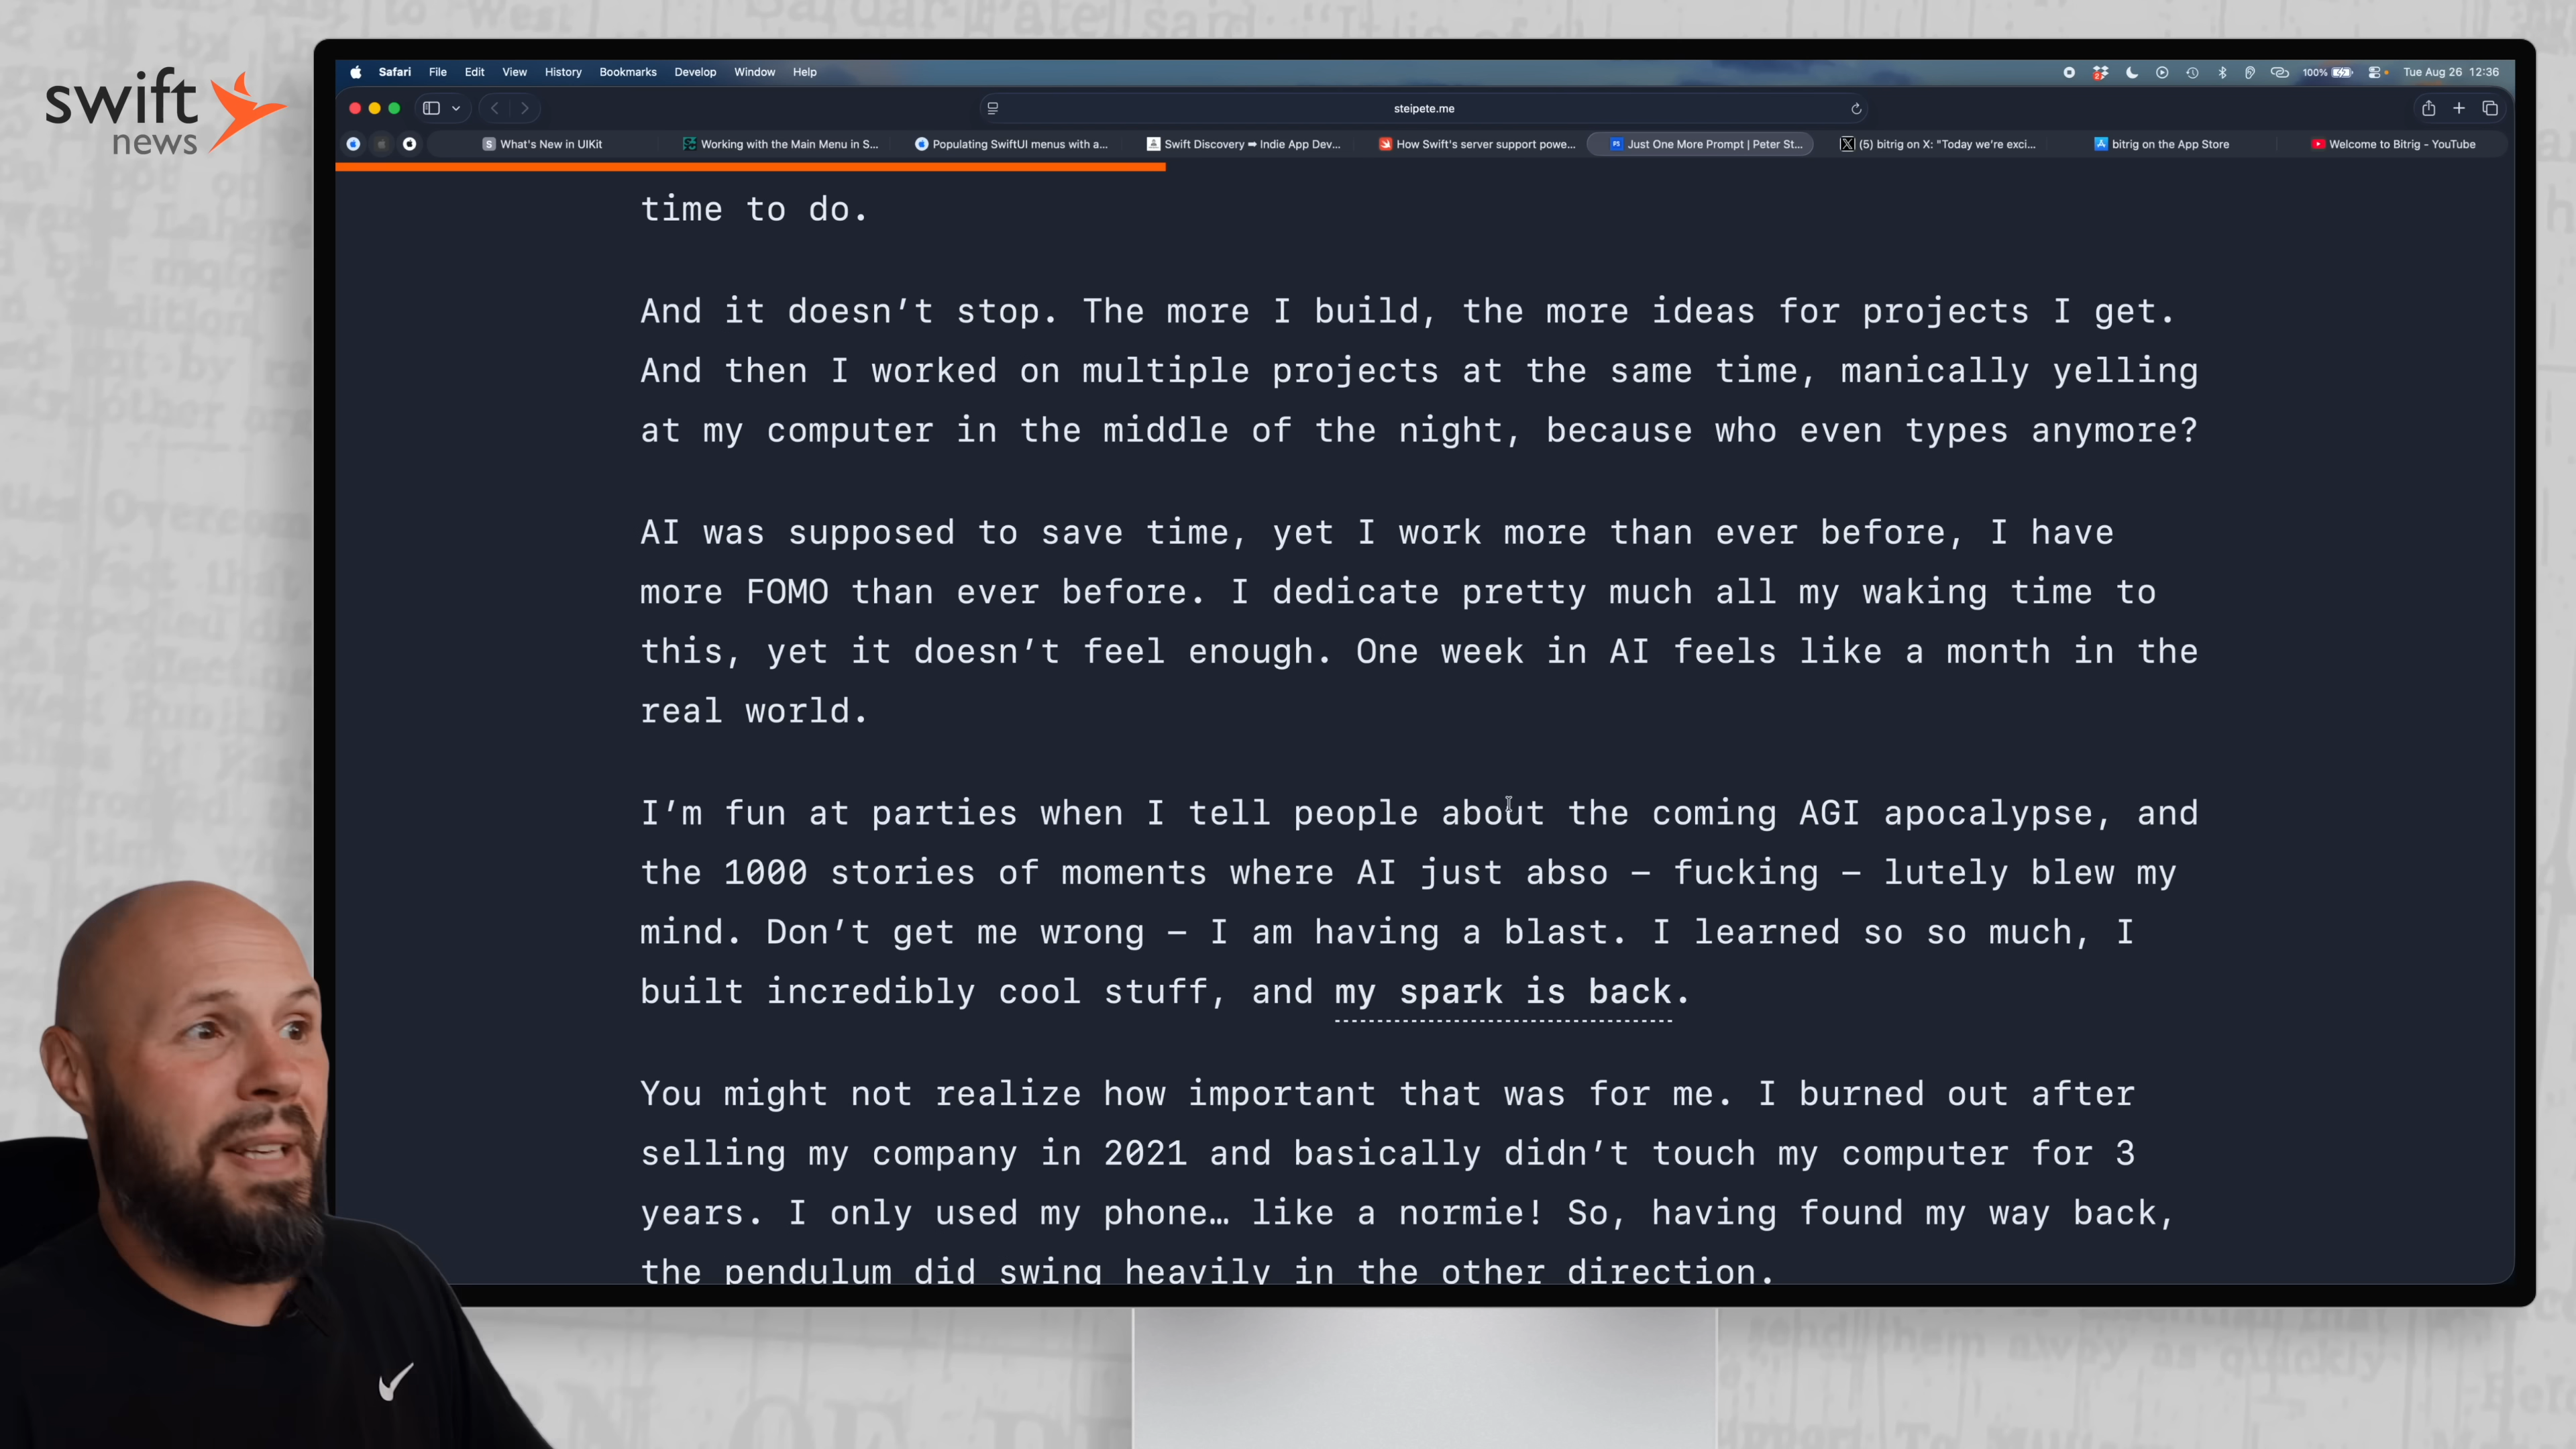 swift
news
Safari File Edit View History Bookmarks Develop Window Help
100% Tue Aug 26 12:36
steipete.me
What's New in UIKit
Working with the Main Menu in S...
Populating SwiftUI menus with a...
Swift Discovery ➡ Indie App Dev...
How Swift's server support powe...
Just One More Prompt | Peter St...
(5) bitrig on X: "Today we're exci...
bitrig on the App Store
Welcome to Bitrig - YouTube
time to do.
And it doesn't stop. The more I build, the more ideas for projects I get.
And then I worked on multiple projects at the same time, manically yelling
at my computer in the middle of the night, because who even types anymore?
AI was supposed to save time, yet I work more than ever before, I have
more FOMO than ever before. I dedicate pretty much all my waking time to
this, yet it doesn't feel enough. One week in AI feels like a month in the
real world.
I'm fun at parties when I tell people about the coming AGI apocalypse, and
the 1000 stories of moments where AI just abso – fucking – lutely blew my
mind. Don't get me wrong – I am having a blast. I learned so so much, I
built incredibly cool stuff, and my spark is back.
You might not realize how important that was for me. I burned out after
selling my company in 2021 and basically didn't touch my computer for 3
years. I only used my phone… like a normie! So, having found my way back,
the pendulum did swing heavily in the other direction.